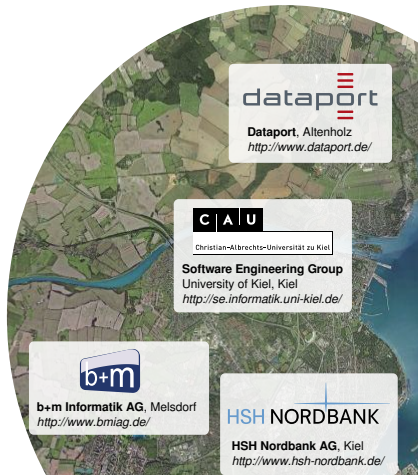 dataport
Dataport, Altenholz
http://www.dataport.de/
C A U
Christian-Albrechts-Universität zu Kiel
Software Engineering Group
University of Kiel, Kiel
http://se.informatik.uni-kiel.de/
b+m
b+m Informatik AG, Melsdorf
http://www.bmiag.de/
HSH NORDBANK
HSH Nordbank AG, Kiel
http://www.hsh-nordbank.de/